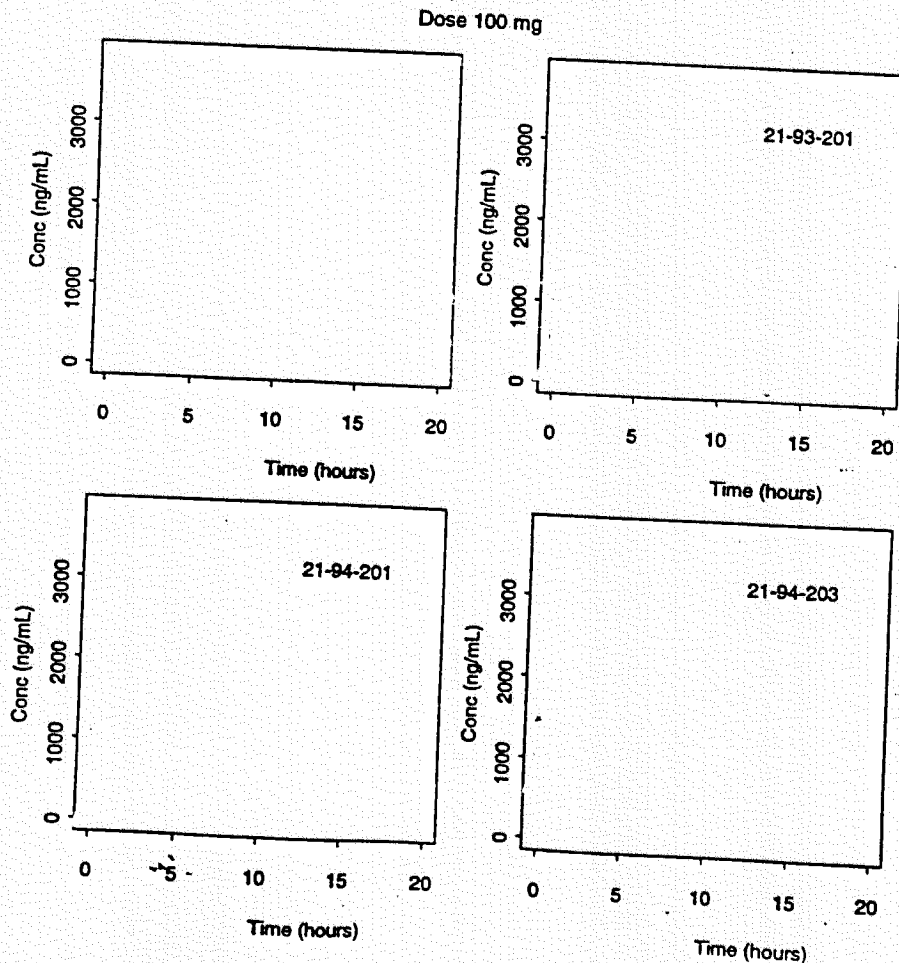 Dose 100 mg
Conc (ng/mL)
3000
2000
1000
0
0 5 10 15 20
Time (hours)
21-93-201
Conc (ng/mL)
3000
2000
1000
0
0 5 10 15 20
Time (hours)
21-94-201
Conc (ng/mL)
3000
2000
1000
0
0 5 10 15 20
Time (hours)
21-94-203
Conc (ng/mL)
3000
2000
1000
0
0 5 10 15 20
Time (hours)